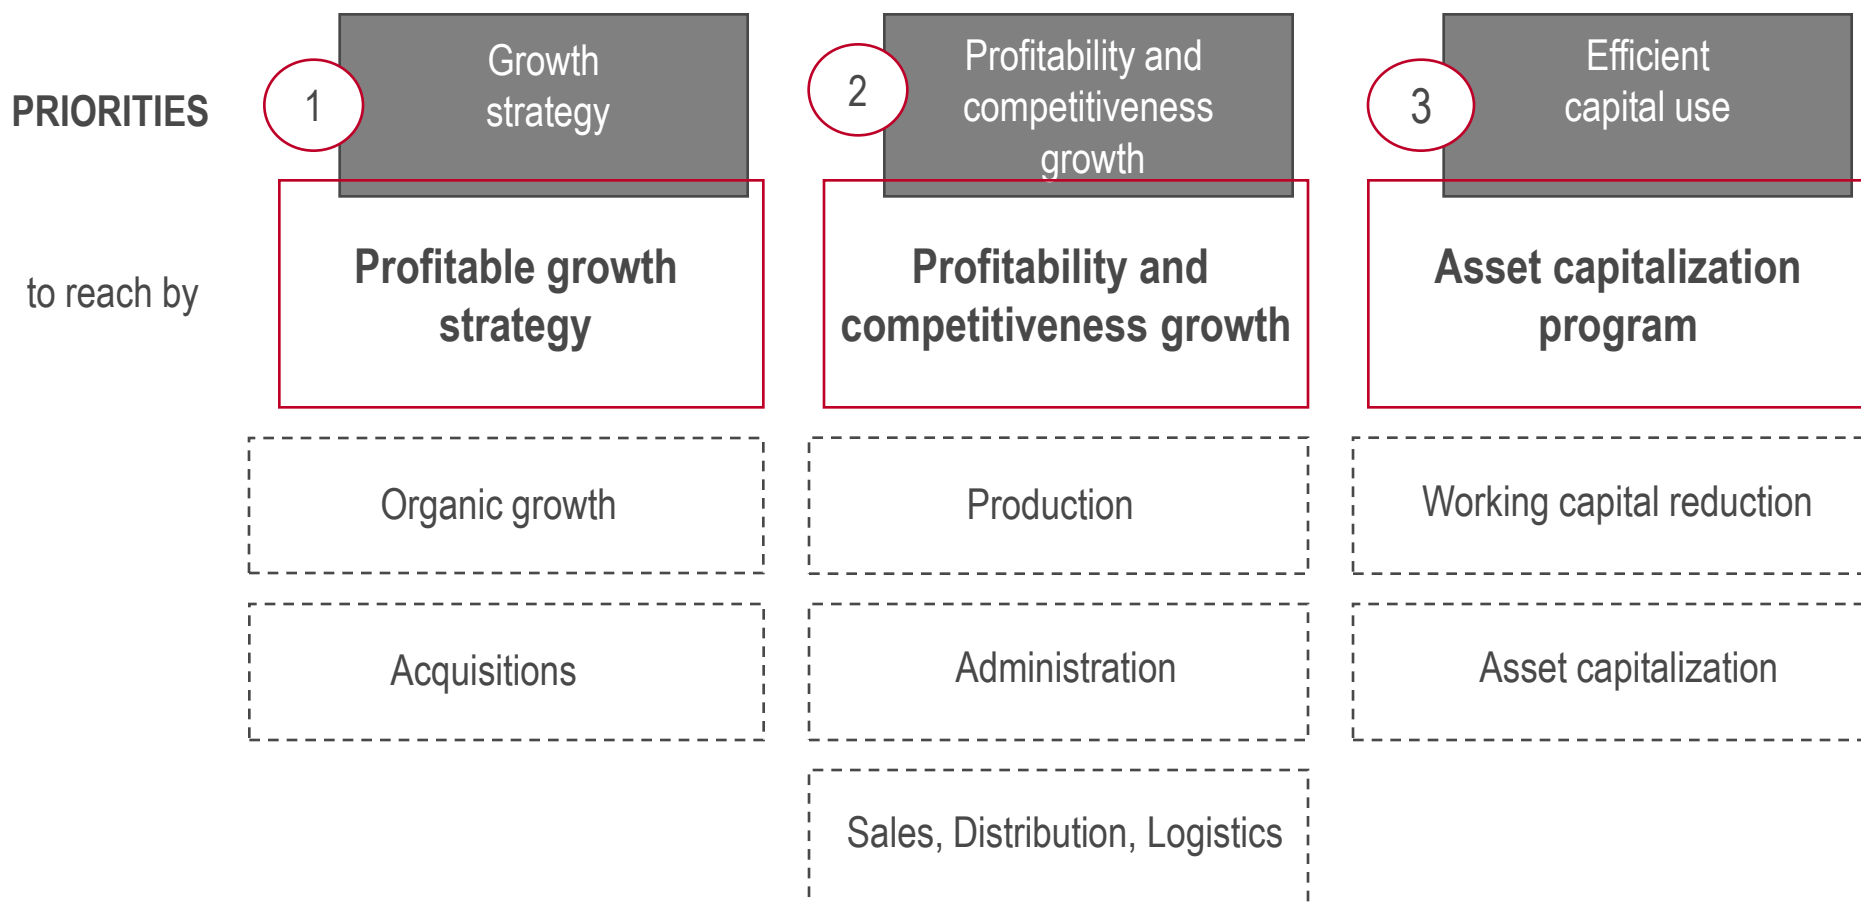 PRIORITIES
1
Growth
strategy
2
Profitability and
competitiveness
growth
3
Efficient
capital use
to reach by
Profitable growth
strategy
Profitability and
competitiveness growth
Asset capitalization
program
Organic growth
Production
Working capital reduction
Acquisitions
Administration
Asset capitalization
Sales, Distribution, Logistics